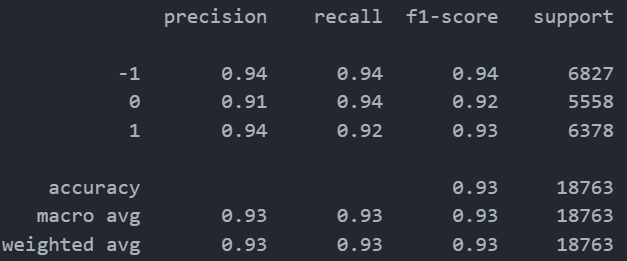 precision recall f1-score support
-1 0.94 0.94 0.94 6827
0 0.91 0.94 0.92 5558
1 0.94 0.92 0.93 6378
accuracy 0.93 18763
macro avg 0.93 0.93 0.93 18763
weighted avg 0.93 0.93 0.93 18763